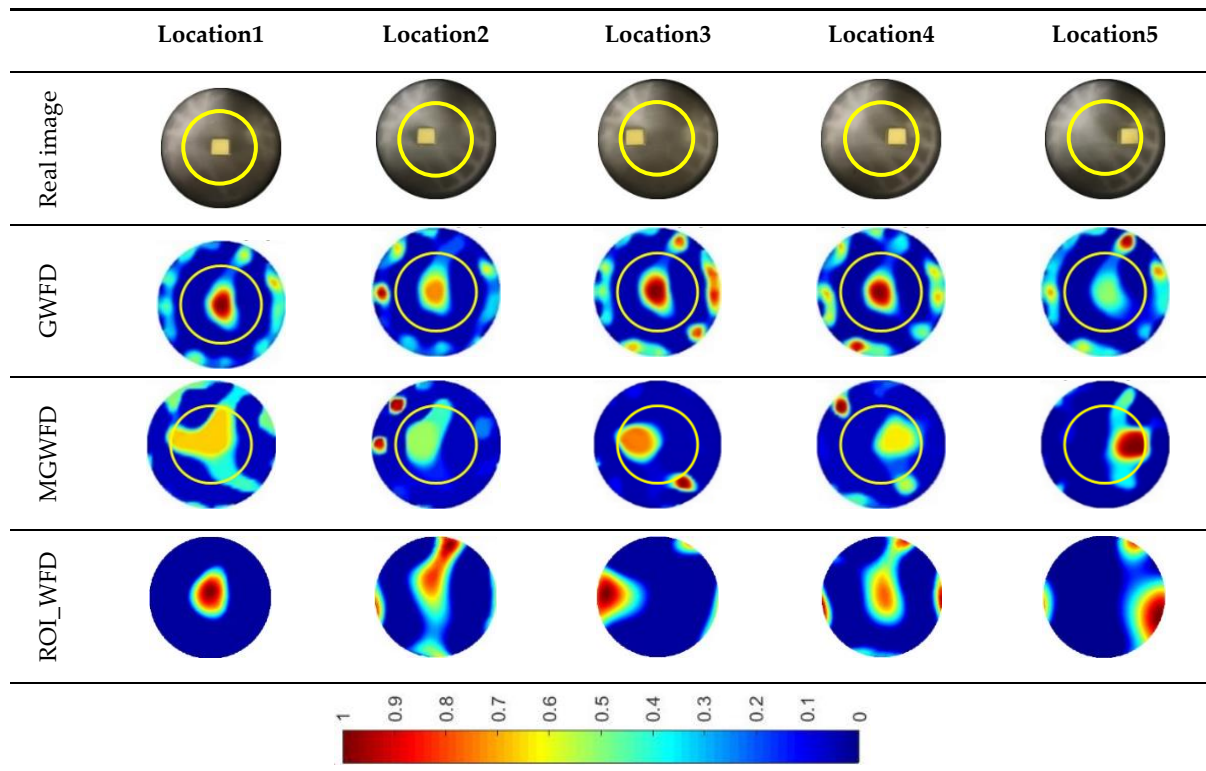 Location1 Location2 Location3 Location4 Location5
Real image
GWFD
MGWFD
ROI_WFD
1 0.9 0.8 0.7 0.6 0.5 0.4 0.3 0.2 0.1 0